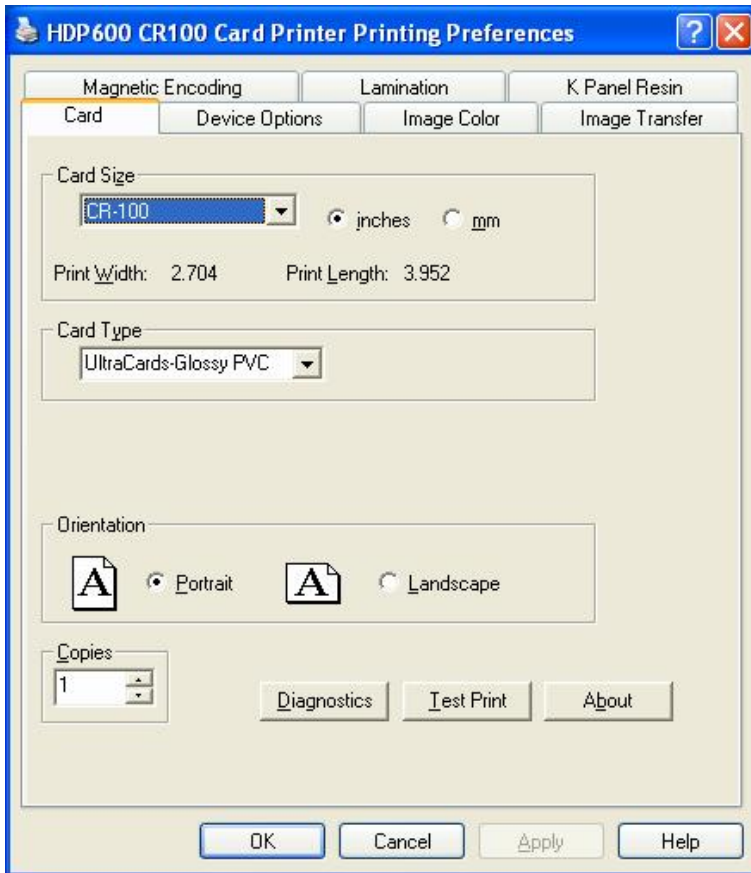 HDP600 CR100 Card Printer Printing Preferences
Magnetic Encoding Lamination K Panel Resin
Card Device Options Image Color Image Transfer
Card Size
CR-100 inches mm
Print Width: 2.704 Print Length: 3.952
Card Type
UltraCards-Glossy PVC
Orientation
A Portrait A Landscape
Copies
1
Diagnostics Test Print About
OK Cancel Apply Help